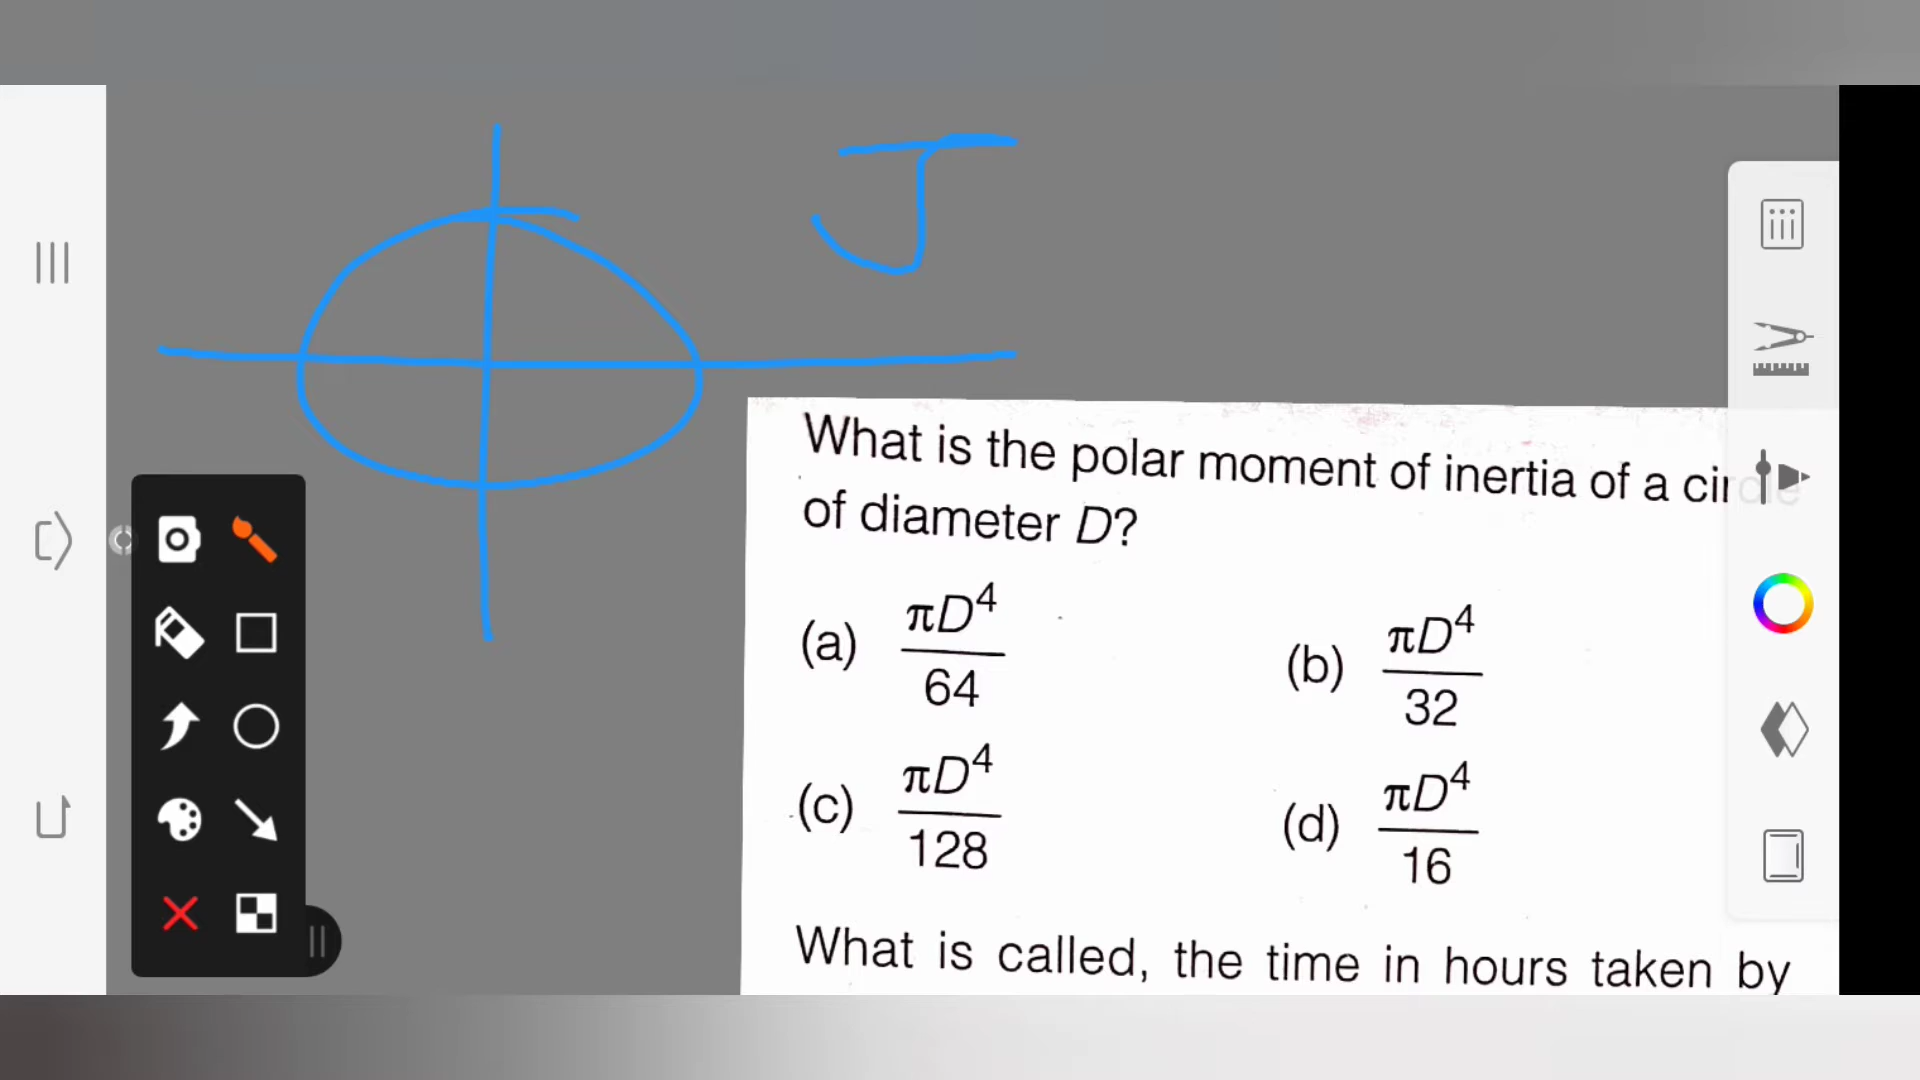 J
What is the polar moment of inertia of a circle
of diameter D?
(a) πD⁴/64 (b) πD⁴/32
(c) πD⁴/128 (d) πD⁴/16
What is called, the time in hours taken by